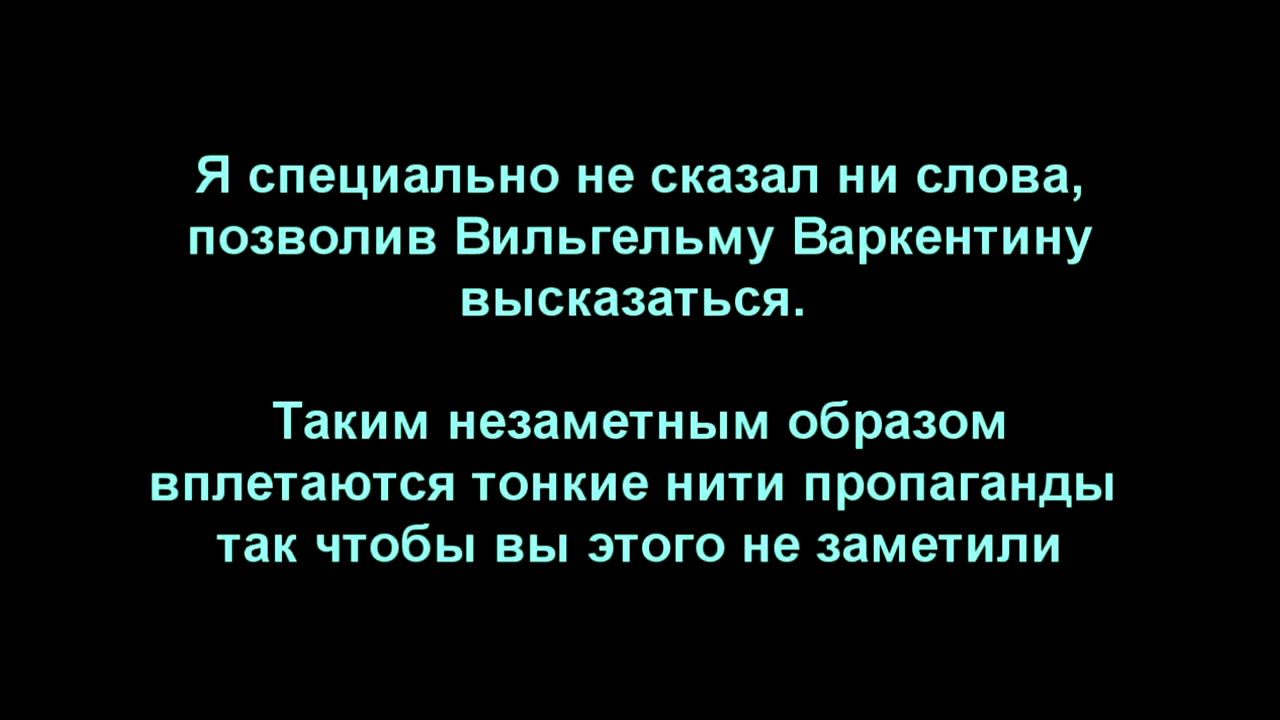 Я специально не сказал ни слова,
позволив Вильгельму Варкентину
высказаться.
Таким незаметным образом
вплетаются тонкие нити пропаганды
так чтобы вы этого не заметили